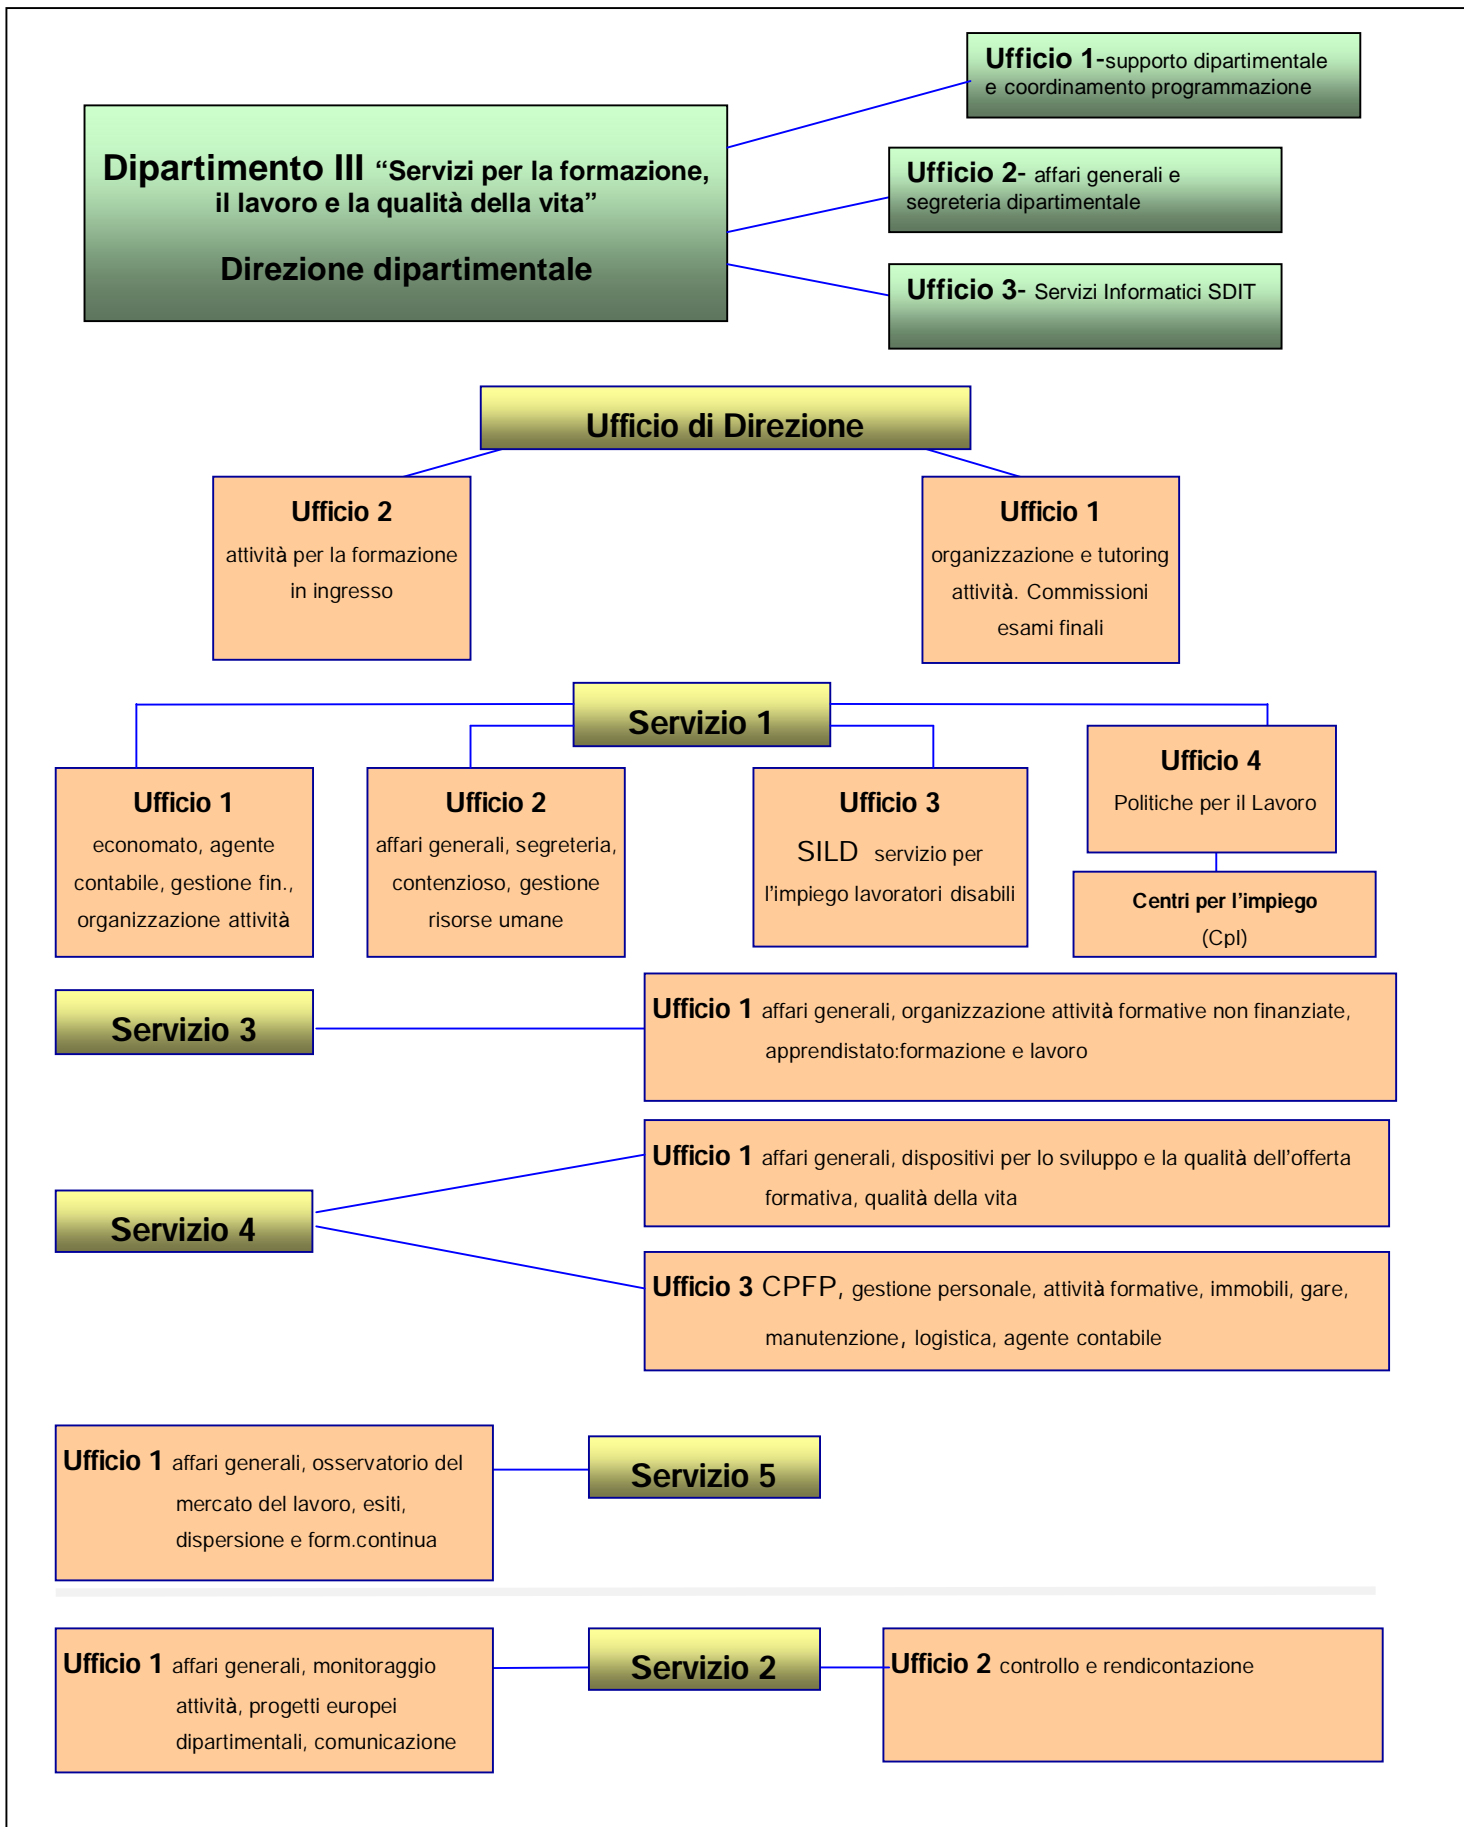 Ufficio 1-supporto dipartimentale
e coordinamento programmazione
Dipartimento III “Servizi per la formazione,
il lavoro e la qualità della vita”
Direzione dipartimentale
Ufficio 2- affari generali e
segreteria dipartimentale
Ufficio 3- Servizi Informatici SDIT
Ufficio di Direzione
Ufficio 2
attività per la formazione
in ingresso
Ufficio 1
organizzazione e tutoring
attività. Commissioni
esami finali
Servizio 1
Ufficio 1
economato, agente
contabile, gestione fin.,
organizzazione attività
Ufficio 2
affari generali, segreteria,
contenzioso, gestione
risorse umane
Ufficio 3
SILD servizio per
l’impiego lavoratori disabili
Ufficio 4
Politiche per il Lavoro
Centri per l’impiego
(CpI)
Servizio 3
Ufficio 1 affari generali, organizzazione attività formative non finanziate,
apprendistato:formazione e lavoro
Servizio 4
Ufficio 1 affari generali, dispositivi per lo sviluppo e la qualità dell’offerta
formativa, qualità della vita
Ufficio 3 CPFP, gestione personale, attività formative, immobili, gare,
manutenzione, logistica, agente contabile
Ufficio 1 affari generali, osservatorio del
mercato del lavoro, esiti,
dispersione e form.continua
Servizio 5
Ufficio 1 affari generali, monitoraggio
attività, progetti europei
dipartimentali, comunicazione
Servizio 2
Ufficio 2 controllo e rendicontazione